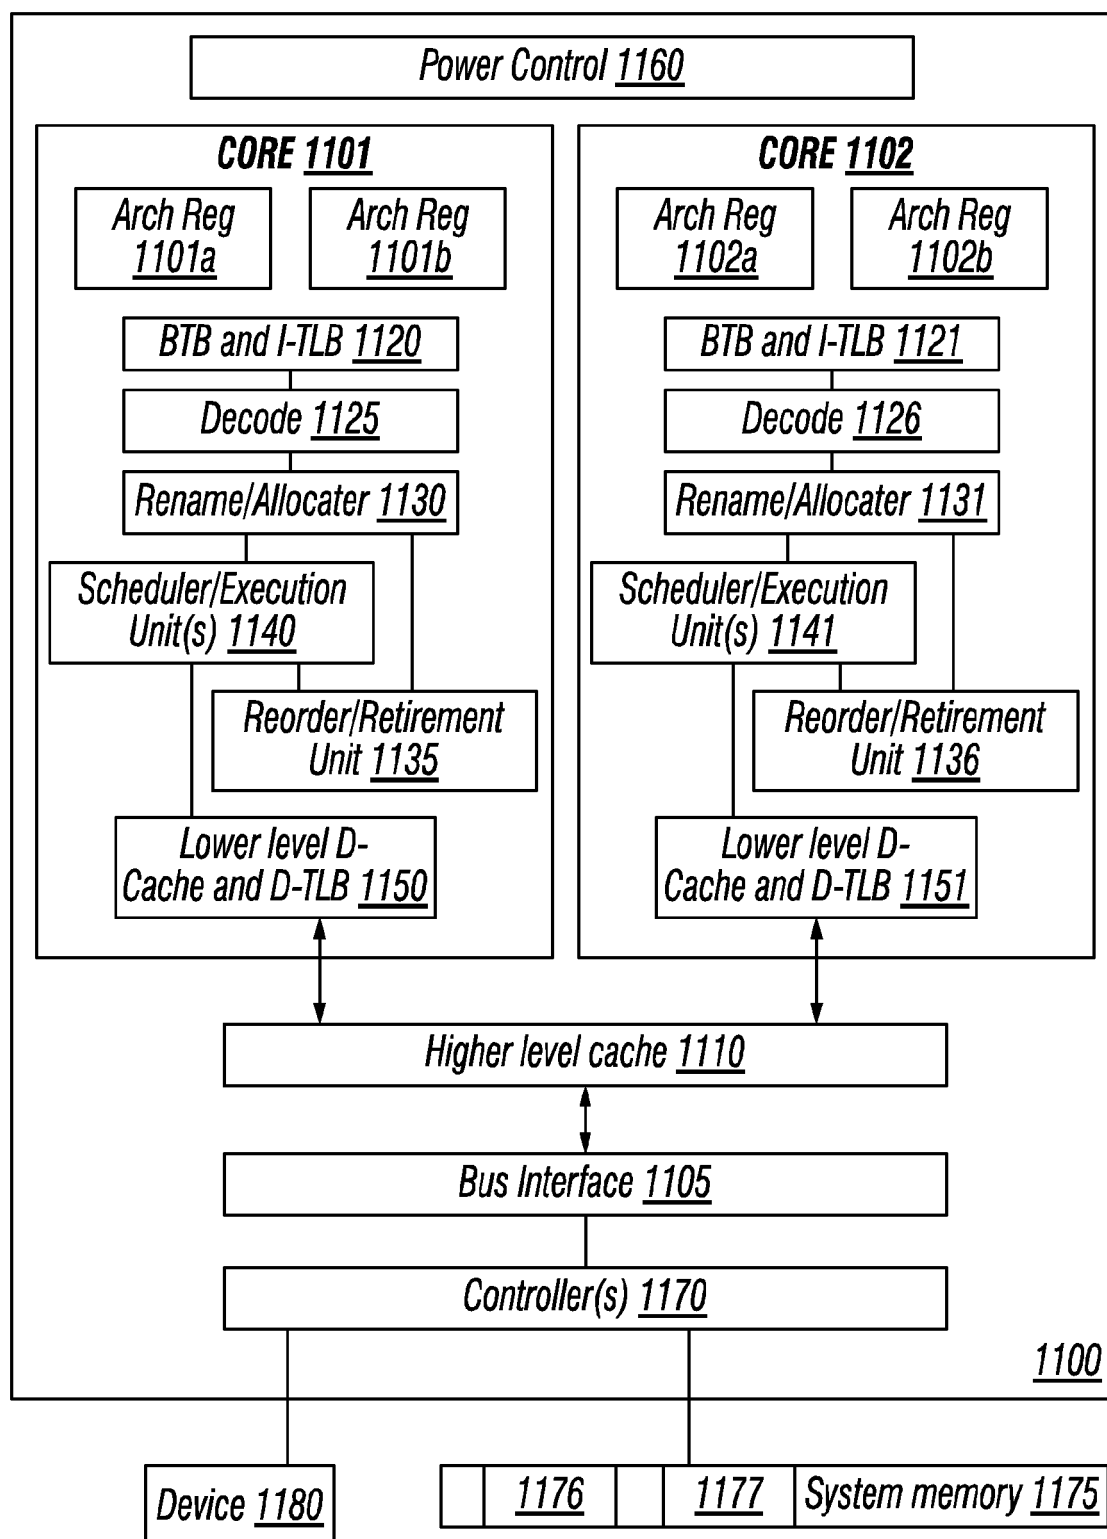 Power Control 1160
CORE 1101
Arch Reg
1101a
Arch Reg
1101b
BTB and I-TLB 1120
Decode 1125
Rename/Allocater 1130
Scheduler/Execution
Unit(s) 1140
Reorder/Retirement
Unit 1135
Lower level D-
Cache and D-TLB 1150
CORE 1102
Arch Reg
1102a
Arch Reg
1102b
BTB and I-TLB 1121
Decode 1126
Rename/Allocater 1131
Scheduler/Execution
Unit(s) 1141
Reorder/Retirement
Unit 1136
Lower level D-
Cache and D-TLB 1151
Higher level cache 1110
Bus Interface 1105
Controller(s) 1170
1100
Device 1180
1176
1177
System memory 1175